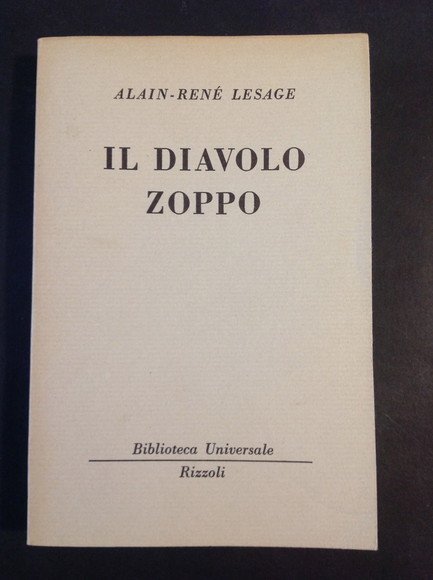 ALAIN-RENÉ LESAGE
IL DIAVOLO
ZOPPO
Biblioteca Universale
Rizzoli